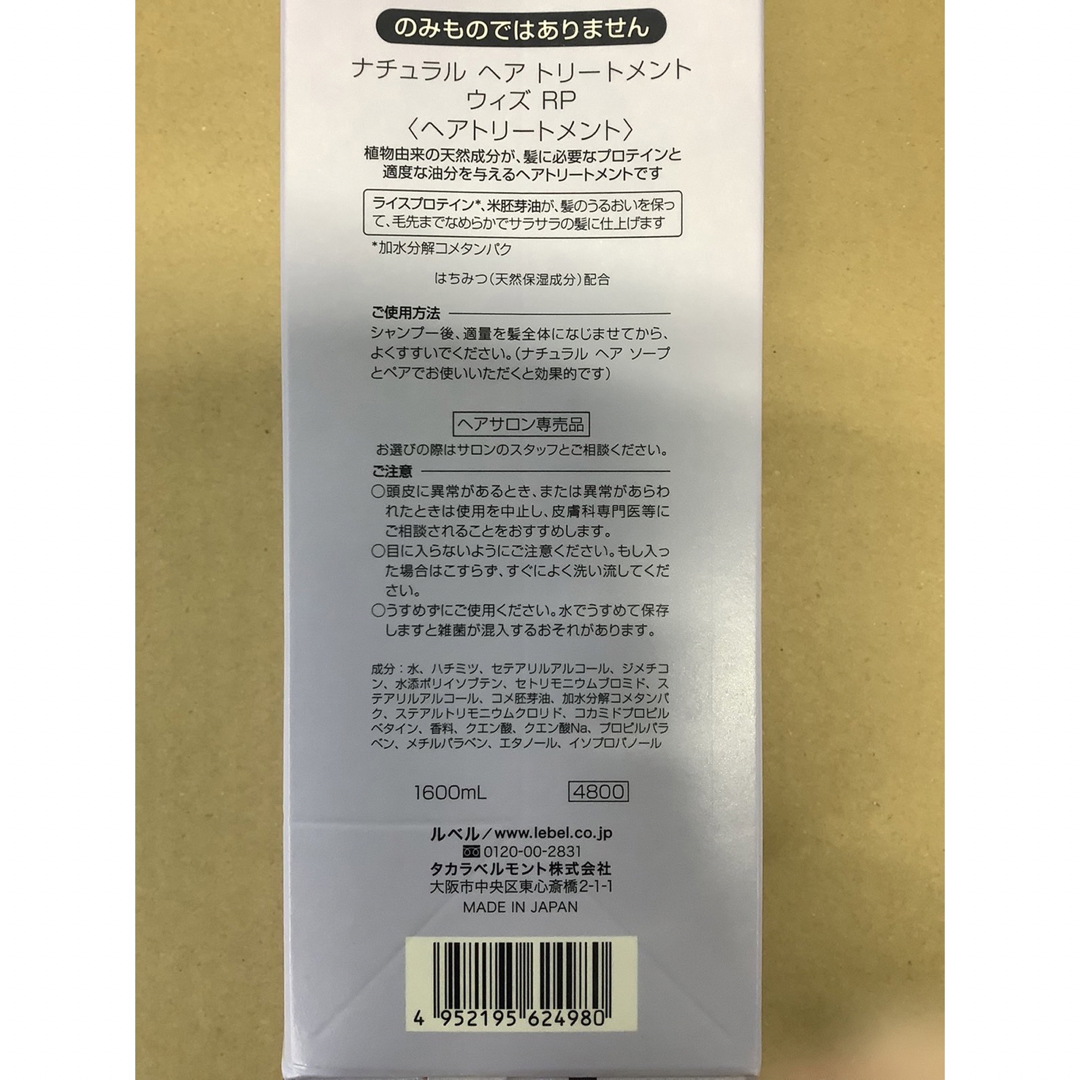 のみものではありません
ナチュラル ヘア トリートメント
ウィズ RP
〈ヘアトリートメント〉
植物由来の天然成分が、髪に必要なプロテインと
適度な油分を与えるヘアトリートメントです
ライスプロテイン*、米胚芽油が、髪のうるおいを保っ
て、毛先までなめらかでサラサラの髪に仕上げます
*加水分解コメタンパク
はちみつ(天然保湿成分)配合
ご使用方法
シャンプー後、適量を髪全体になじませてから、
よくすすいでください。(ナチュラル ヘア ソープ
とペアでお使いいただくと効果的です)
ヘアサロン専売品
お選びの際はサロンのスタッフとご相談ください。
ご注意
○頭皮に異常があるとき、または異常があらわ
れたときは使用を中止し、皮膚科専門医等に
ご相談されることをおすすめします。
○目に入らないようにご注意ください。もし入っ
た場合はこすらず、すぐによく洗い流してくだ
さい。
○うすめずにご使用ください。水でうすめて保存
しますと雑菌が混入するおそれがあります。
成分:水、ハチミツ、セテアリルアルコール、ジメチコ
ン、水添ポリイソブテン、セトリモニウムブロミド、ス
テアリルアルコール、コメ胚芽油、加水分解コメタンパ
ク、ステアルトリモニウムクロリド、コカミドプロピル
ベタイン、香料、クエン酸、クエン酸Na、プロピルパラ
ベン、メチルパラベン、エタノール、イソプロパノール
1600mL 4800
ルベル/www.lebel.co.jp
0120-00-2831
タカラベルモント株式会社
大阪市中央区東心斎橋2-1-1
MADE IN JAPAN
4 952195 624980